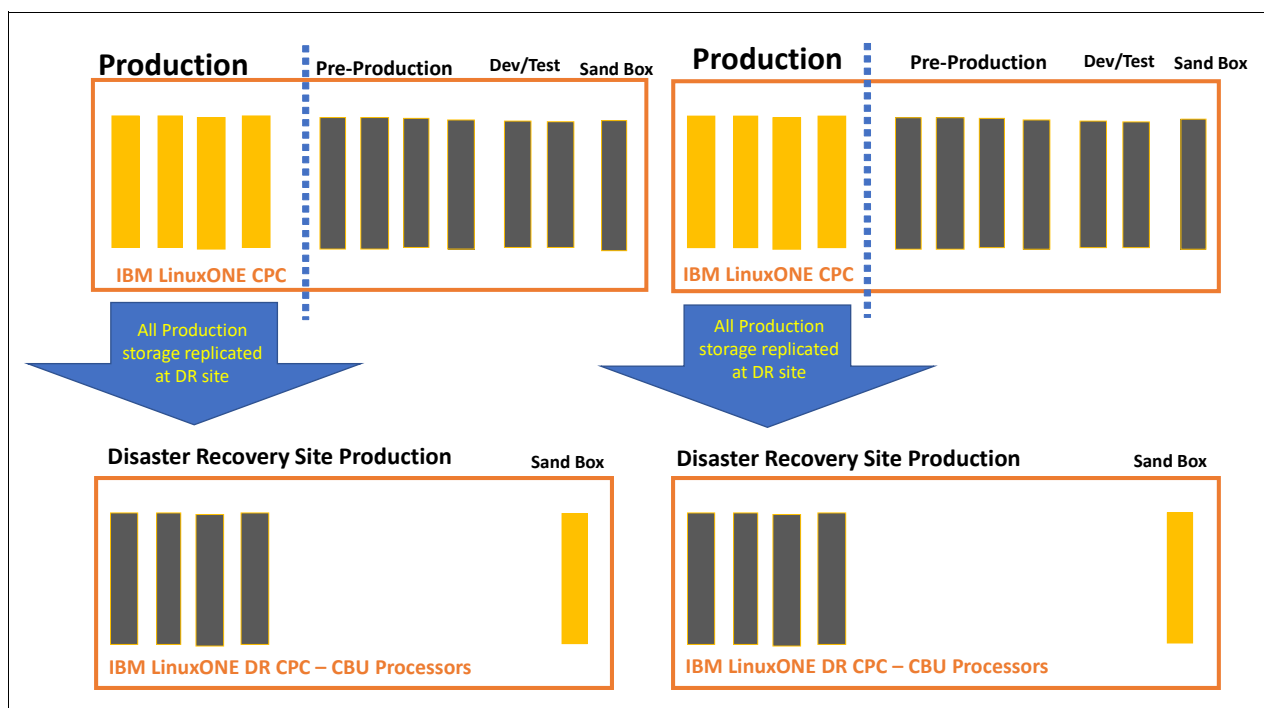 Production
Pre-Production
Dev/Test
Sand Box
IBM LinuxONE CPC
All Production
storage replicated
at DR site
Production
Pre-Production
Dev/Test
Sand Box
IBM LinuxONE CPC
All Production
storage replicated
at DR site
Disaster Recovery Site Production
Sand Box
IBM LinuxONE DR CPC – CBU Processors
Disaster Recovery Site Production
Sand Box
IBM LinuxONE DR CPC – CBU Processors